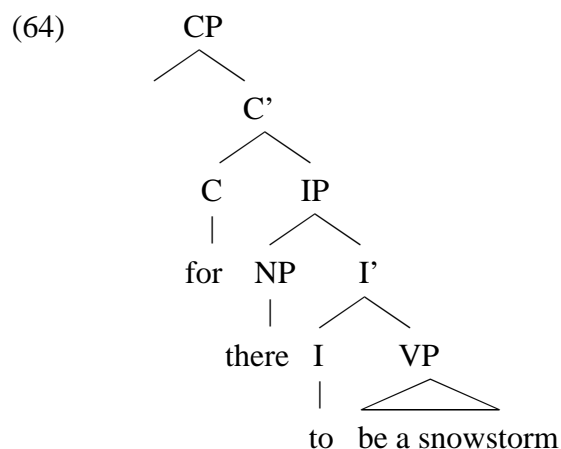 (64) CP
C’
C IP
for NP I’
there I VP
to be a snowstorm